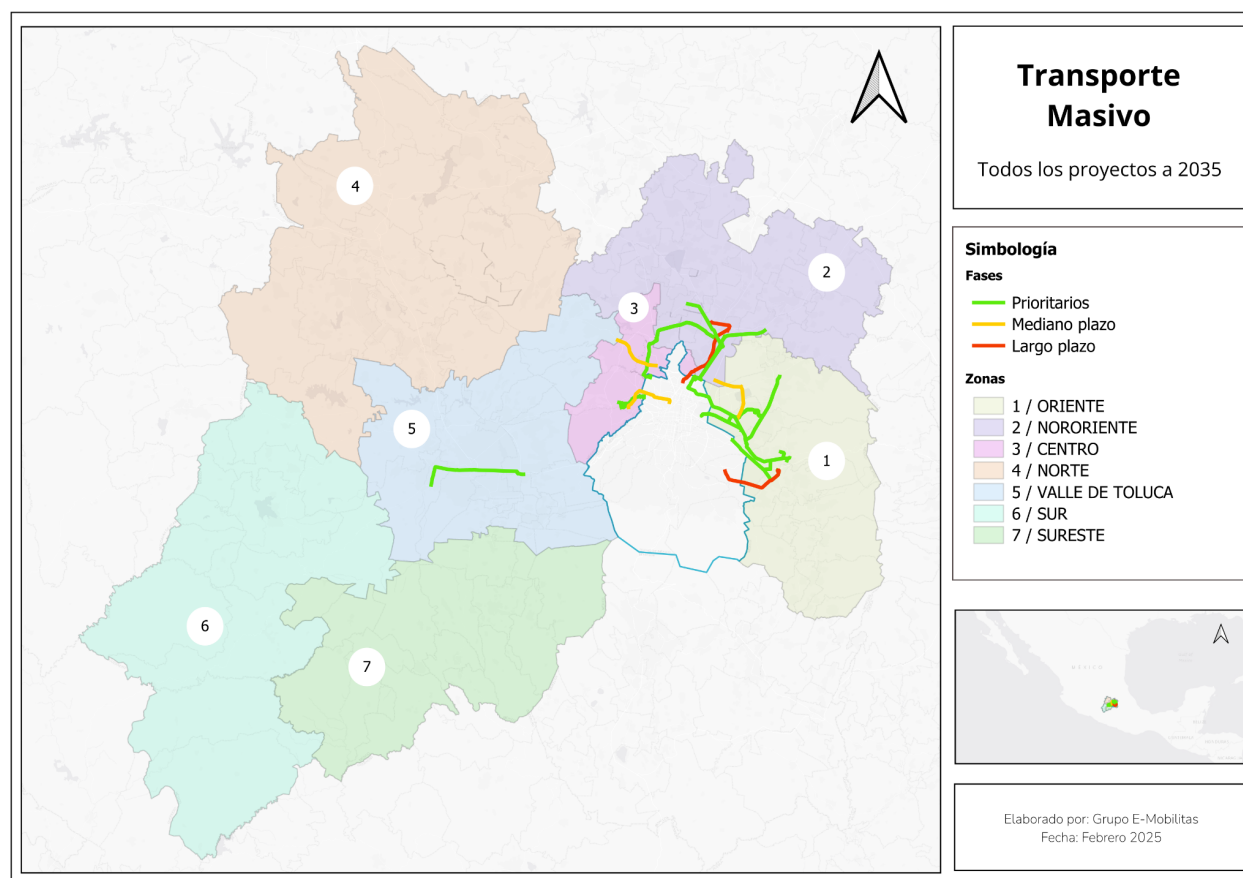 Transporte
Masivo
Todos los proyectos a 2035
Simbología
Fases
Prioritarios
Mediano plazo
Largo plazo
Zonas
1 / ORIENTE
2 / NORORIENTE
3 / CENTRO
4 / NORTE
5 / VALLE DE TOLUCA
6 / SUR
7 / SURESTE
4
2
3
5
1
6
7
MÉXICO
Elaborado por: Grupo E-Mobilitas
Fecha: Febrero 2025